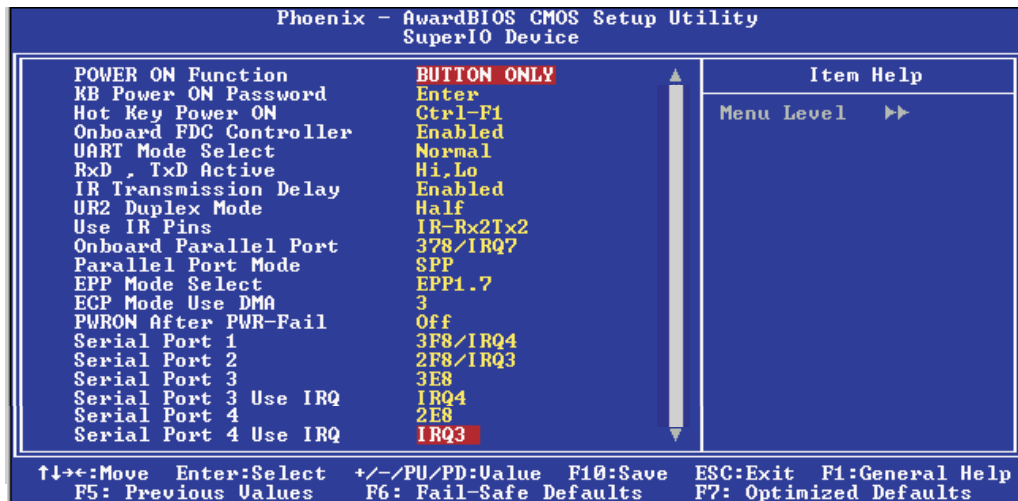 Phoenix - AwardBIOS CMOS Setup Utility
SuperIO Device
POWER ON Function BUTTON ONLY
KB Power ON Password Enter
Hot Key Power ON Ctrl-F1
Onboard FDC Controller Enabled
UART Mode Select Normal
RxD , TxD Active Hi,Lo
IR Transmission Delay Enabled
UR2 Duplex Mode Half
Use IR Pins IR-Rx2Tx2
Onboard Parallel Port 378/IRQ7
Parallel Port Mode SPP
EPP Mode Select EPP1.7
ECP Mode Use DMA 3
PWRON After PWR-Fail Off
Serial Port 1 3F8/IRQ4
Serial Port 2 2F8/IRQ3
Serial Port 3 3E8
Serial Port 3 Use IRQ IRQ4
Serial Port 4 2E8
Serial Port 4 Use IRQ IRQ3
Item Help
Menu Level ▶▶
↑↓→←:Move Enter:Select +/-/PU/PD:Value F10:Save ESC:Exit F1:General Help
F5: Previous Values F6: Fail-Safe Defaults F7: Optimized Defaults